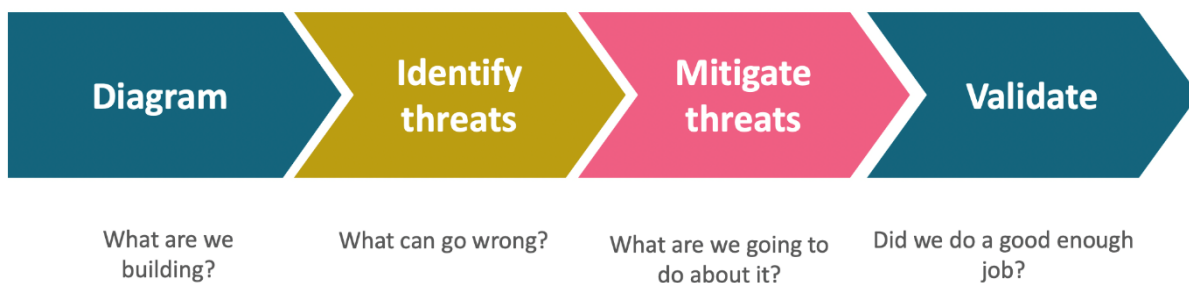 Diagram
Identify
threats
Mitigate
threats
Validate
What are we
building?
What can go wrong?
What are we going to
do about it?
Did we do a good enough
job?